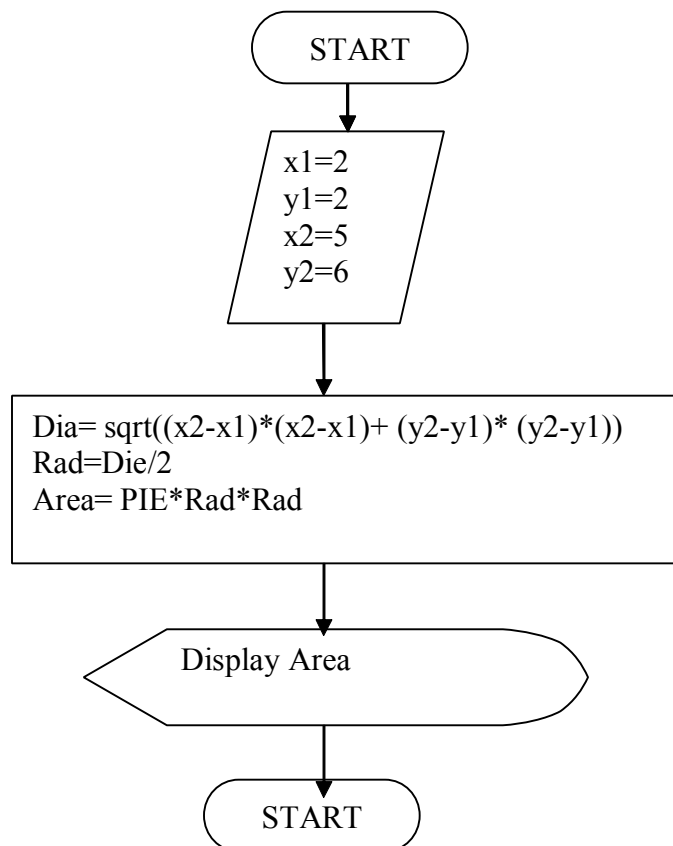 START
x1=2
y1=2
x2=5
y2=6
Dia= sqrt((x2-x1)*(x2-x1)+ (y2-y1)* (y2-y1))
Rad=Die/2
Area= PIE*Rad*Rad
Display Area
START